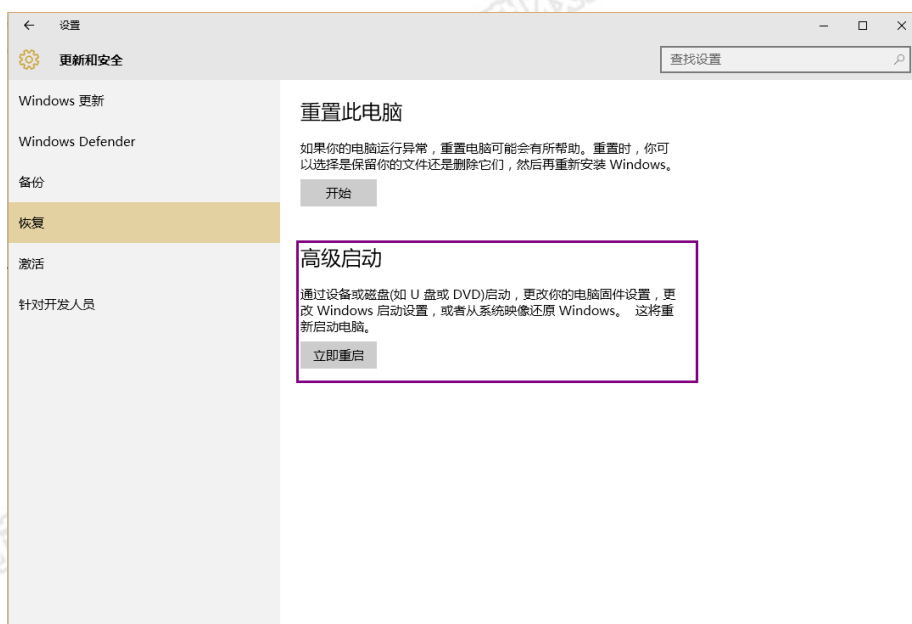 设置
更新和安全
查找设置
Windows 更新
Windows Defender
备份
恢复
激活
针对开发人员
重置此电脑
如果你的电脑运行异常，重置电脑可能会有所帮助。重置时，你可
以选择是保留你的文件还是删除它们，然后再重新安装 Windows。
开始
高级启动
通过设备或磁盘(如 U 盘或 DVD)启动，更改你的电脑固件设置，更
改 Windows 启动设置，或者从系统映像还原 Windows。 这将重
新启动电脑。
立即重启